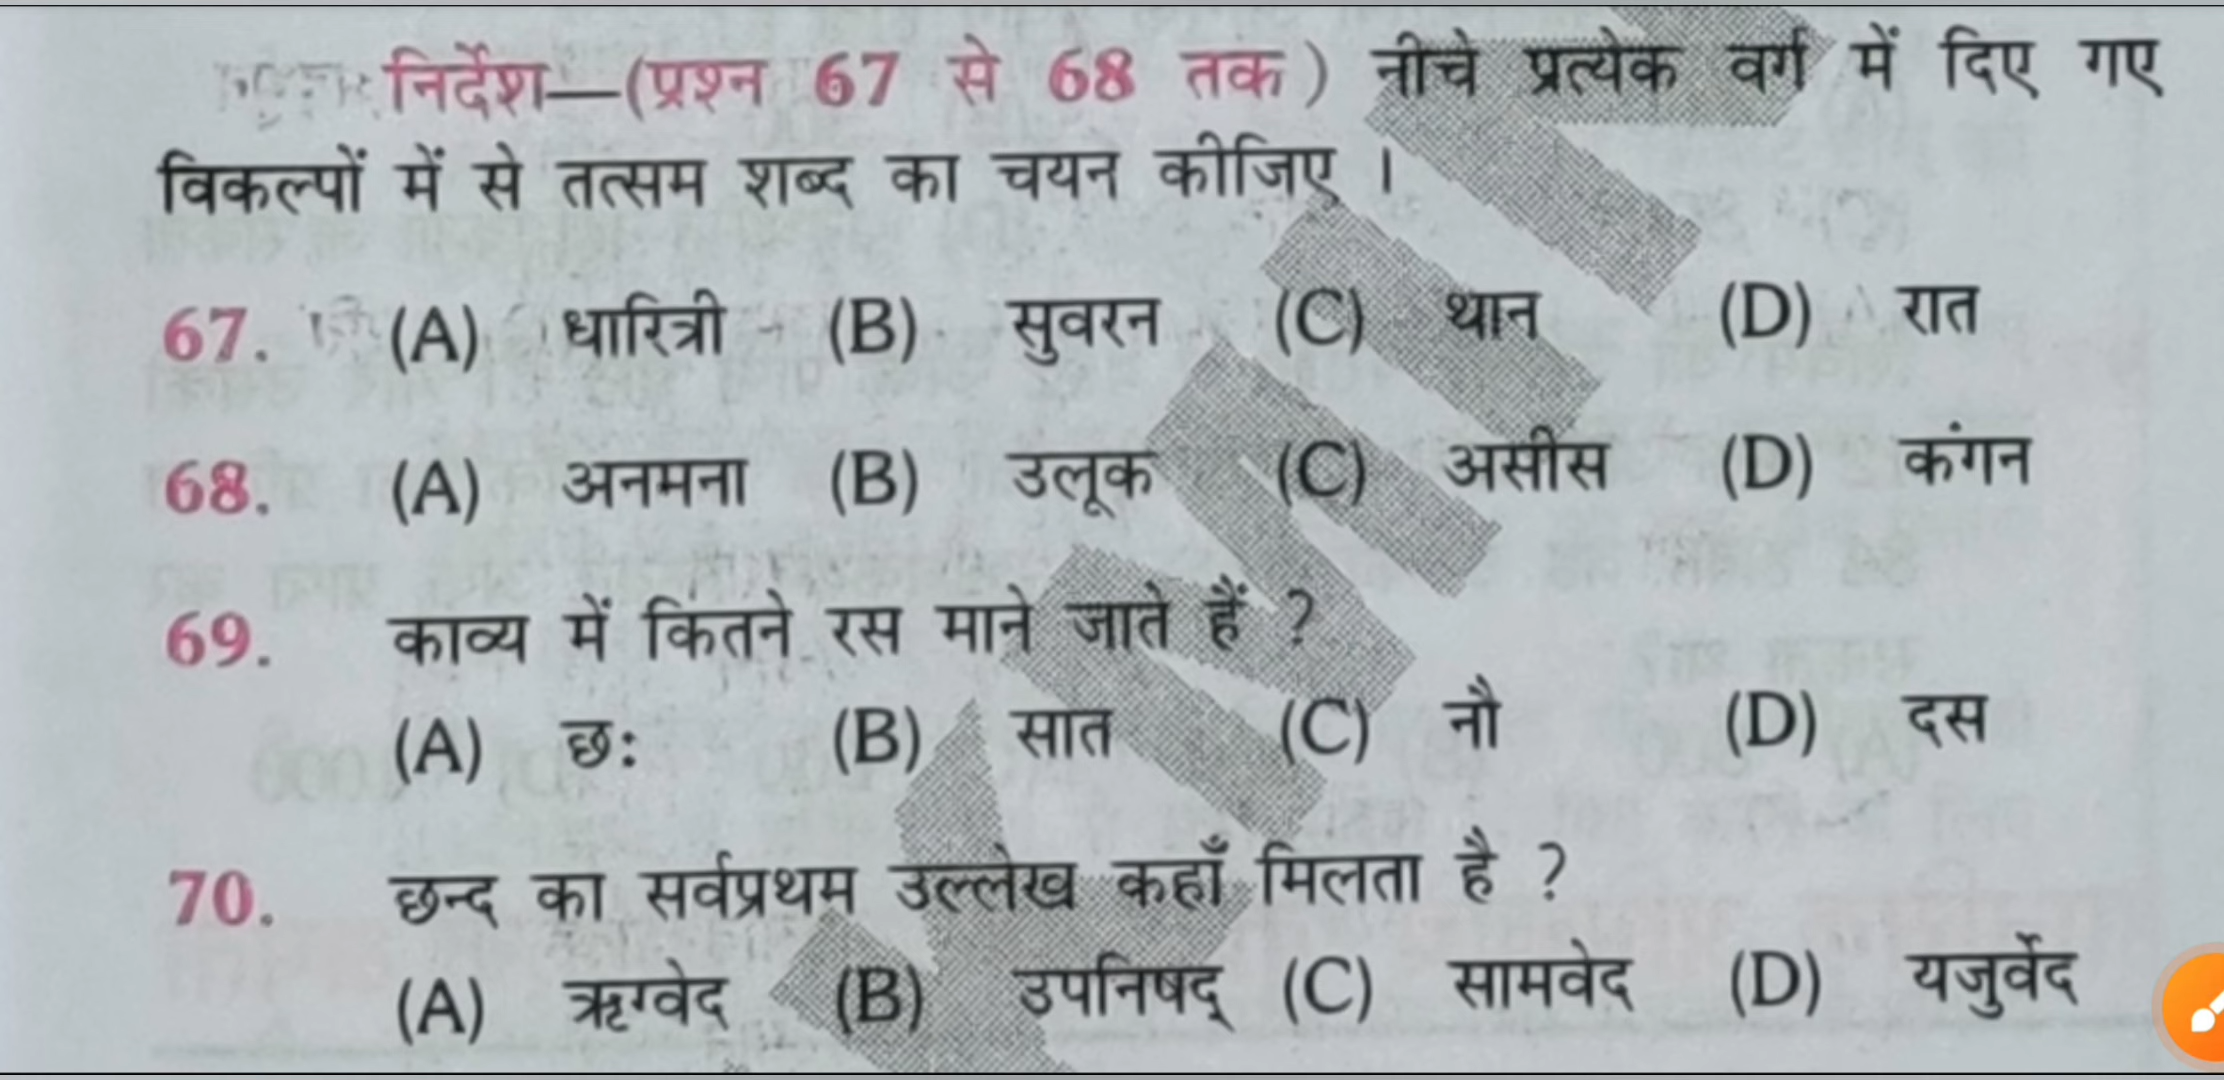 निर्देश—(प्रश्न 67 से 68 तक) नीचे प्रत्येक वर्ग में दिए गए
विकल्पों में से तत्सम शब्द का चयन कीजिए ।
67. (A) धारित्री (B) सुवरन (C) थान (D) रात
68. (A) अनमना (B) उलूक (C) असीस (D) कंगन
69. काव्य में कितने रस माने जाते हैं ?
(A) छः (B) सात (C) नौ (D) दस
70. छन्द का सर्वप्रथम उल्लेख कहाँ मिलता है ?
(A) ऋग्वेद (B) उपनिषद् (C) सामवेद (D) यजुर्वेद